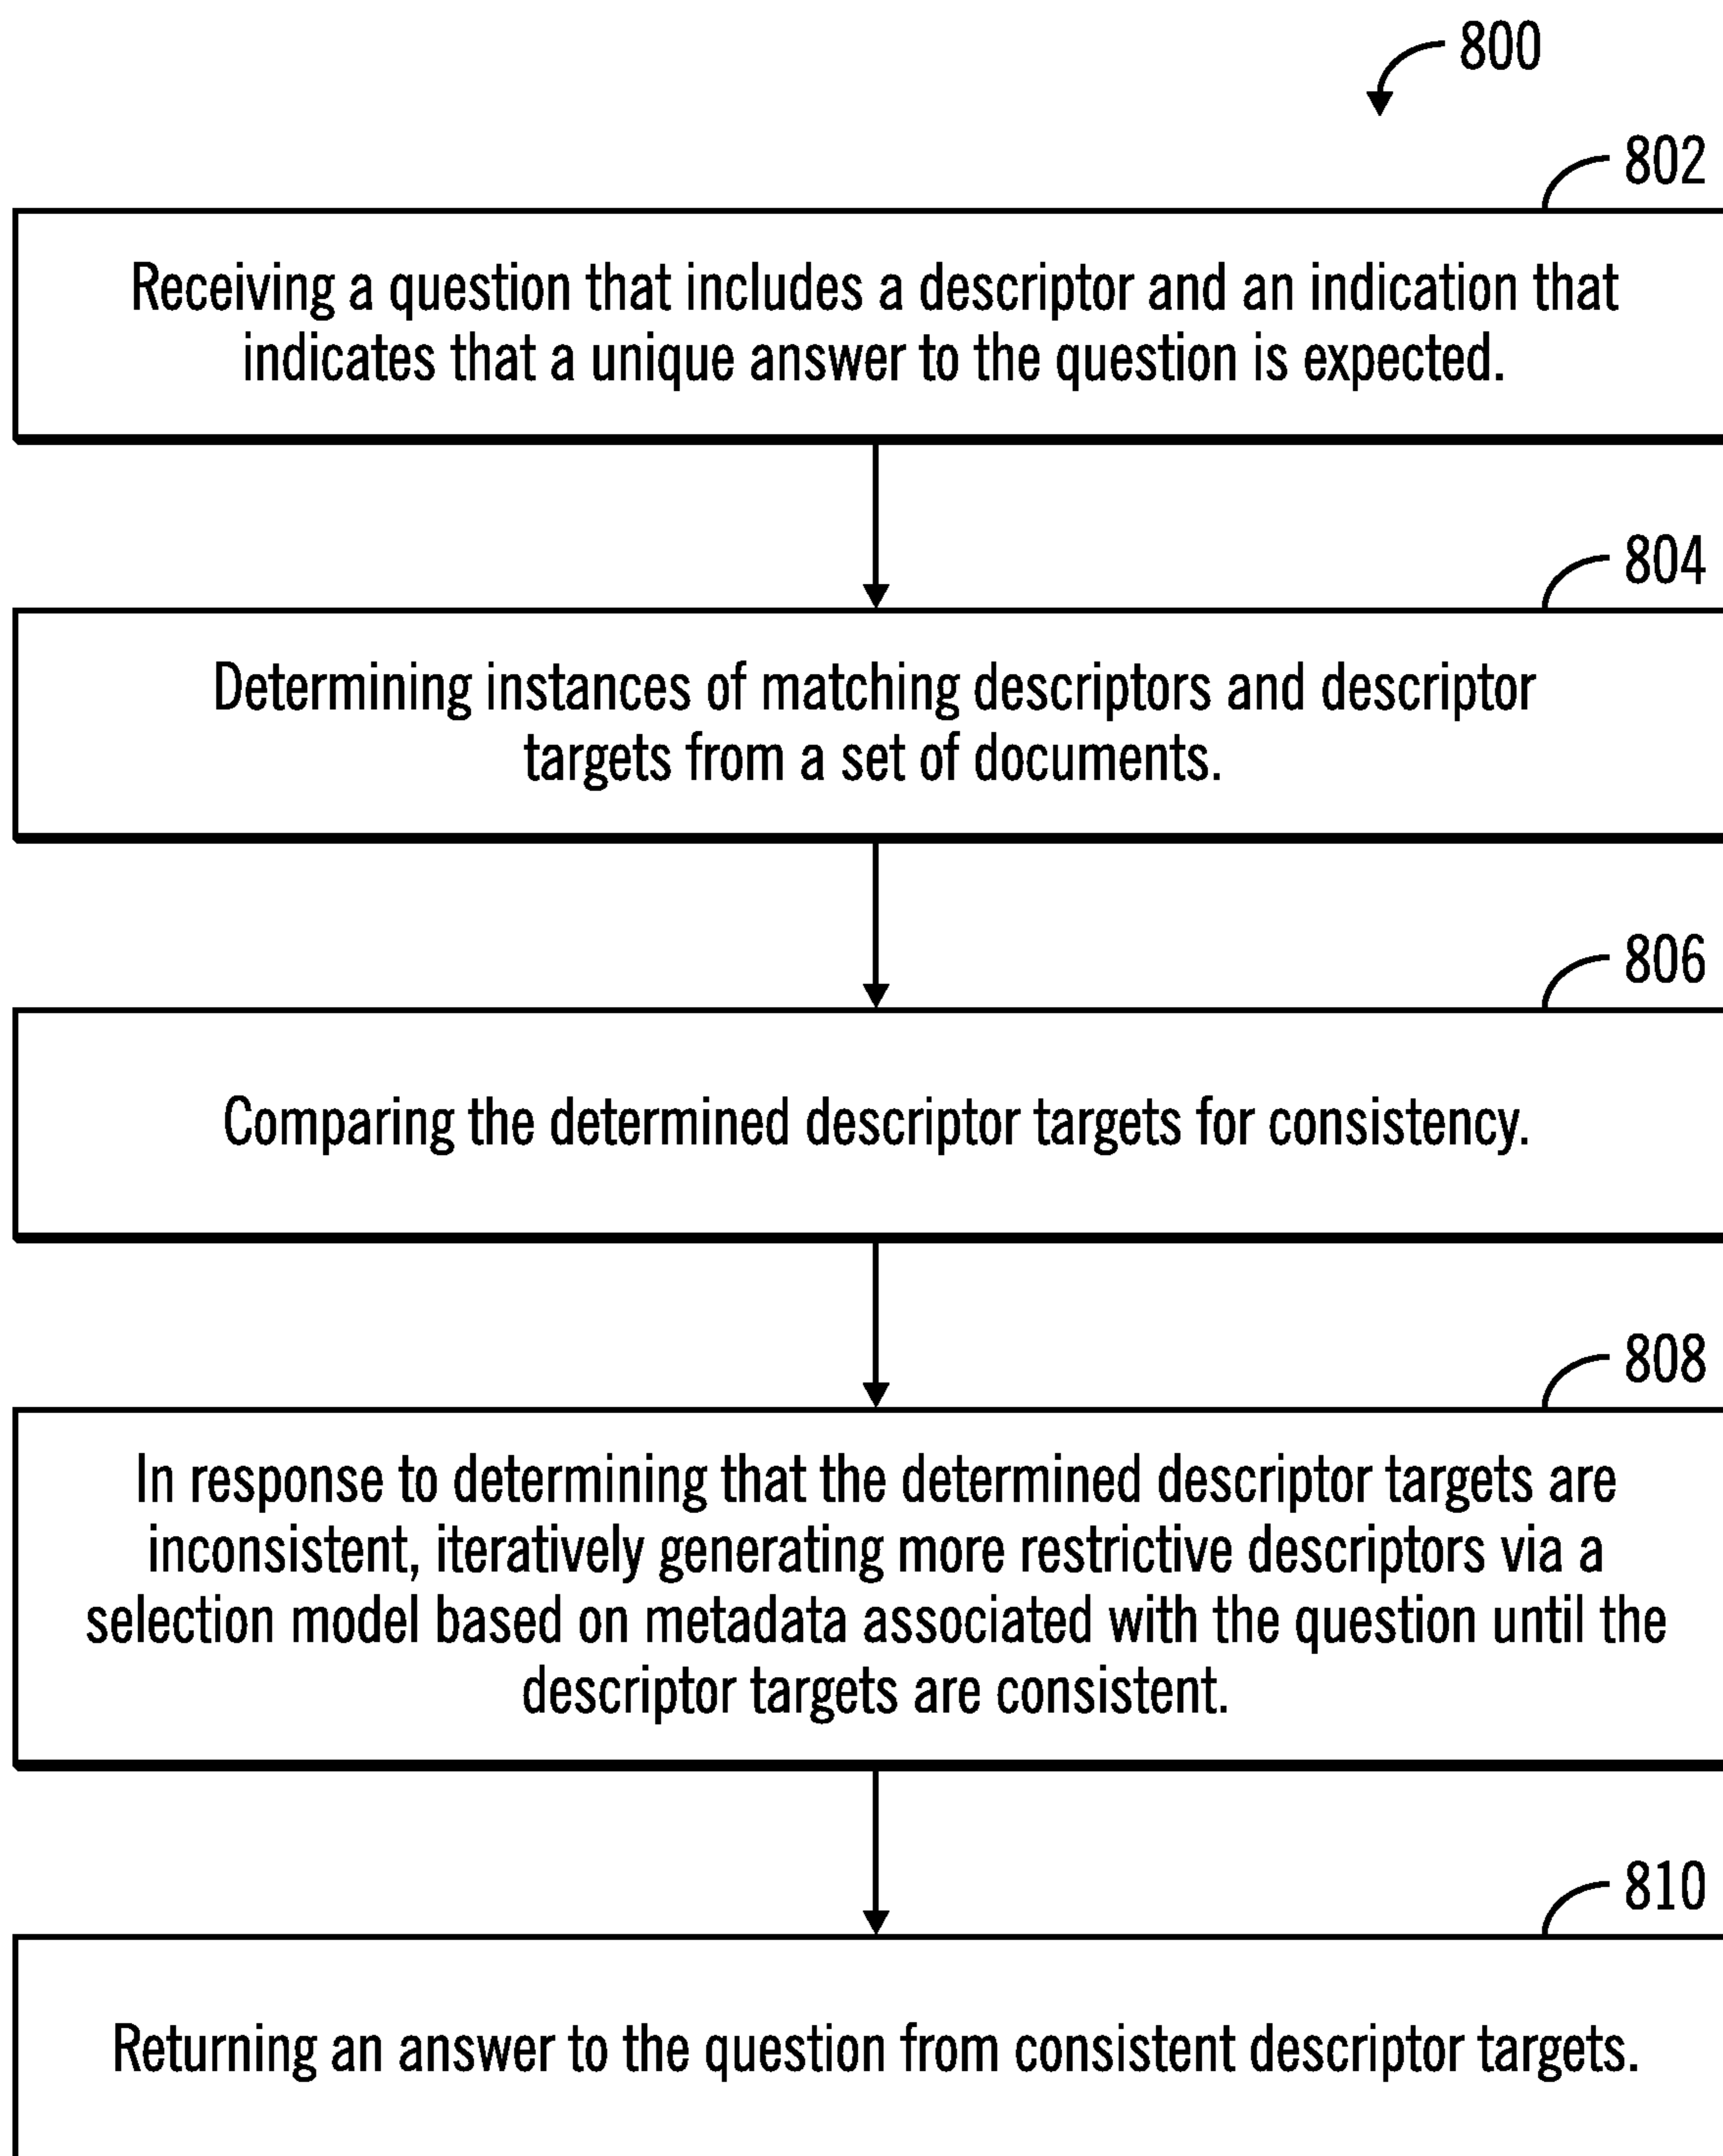 800
802
Receiving a question that includes a descriptor and an indication that
indicates that a unique answer to the question is expected.
804
Determining instances of matching descriptors and descriptor
targets from a set of documents.
806
Comparing the determined descriptor targets for consistency.
808
In response to determining that the determined descriptor targets are
inconsistent, iteratively generating more restrictive descriptors via a
selection model based on metadata associated with the question until the
descriptor targets are consistent.
810
Returning an answer to the question from consistent descriptor targets.